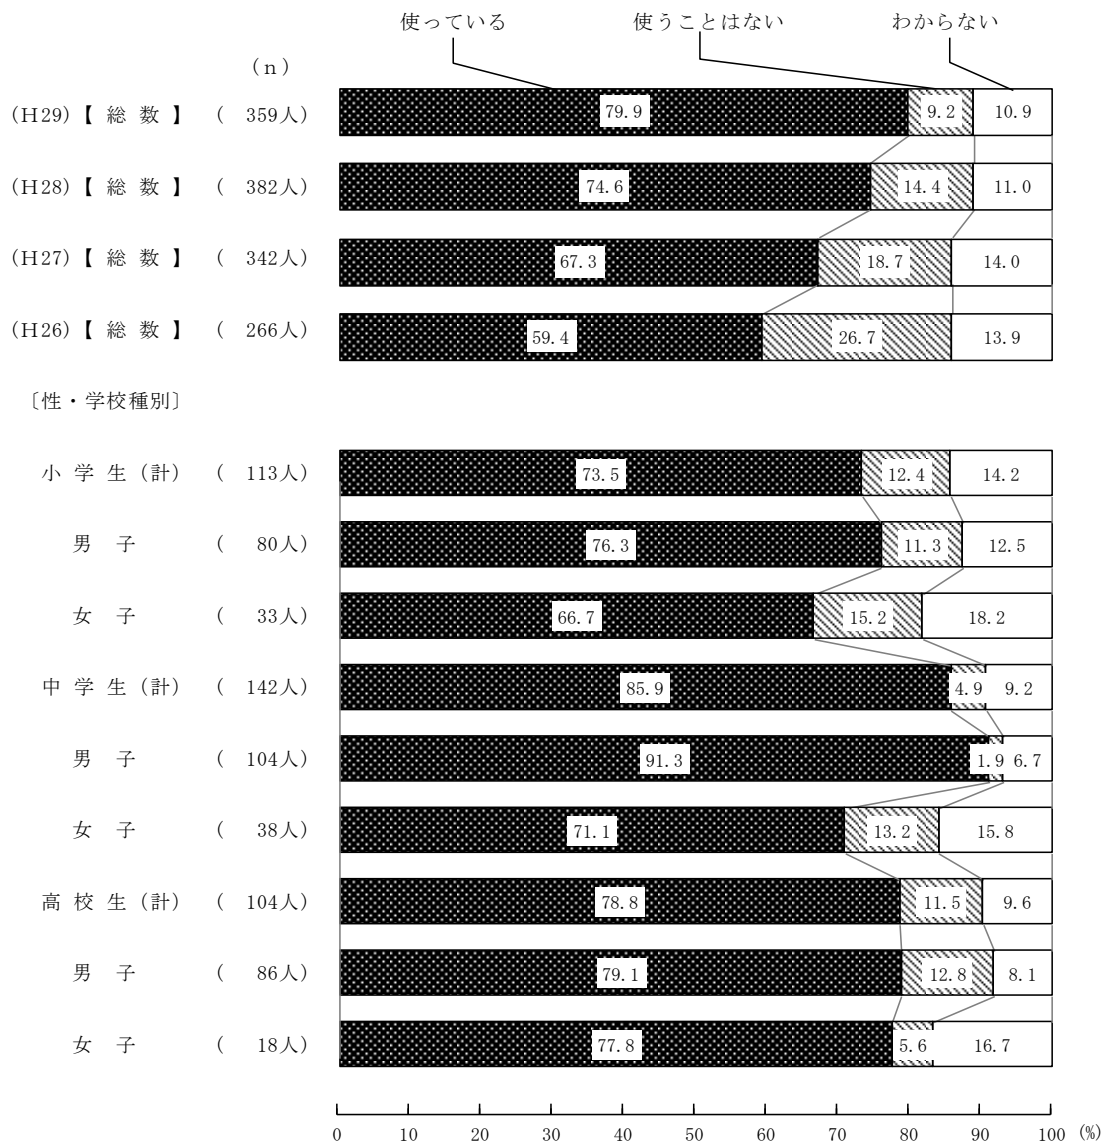 使っている 使うことはない わからない
(n)
(H29)【 総 数 】 ( 359人) 79.9 9.2 10.9
(H28)【 総 数 】 ( 382人) 74.6 14.4 11.0
(H27)【 総 数 】 ( 342人) 67.3 18.7 14.0
(H26)【 総 数 】 ( 266人) 59.4 26.7 13.9
〔性・学校種別〕
小 学 生 (計) ( 113人) 73.5 12.4 14.2
男 子 ( 80人) 76.3 11.3 12.5
女 子 ( 33人) 66.7 15.2 18.2
中 学 生 (計) ( 142人) 85.9 4.9 9.2
男 子 ( 104人) 91.3 1.9 6.7
女 子 ( 38人) 71.1 13.2 15.8
高 校 生 (計) ( 104人) 78.8 11.5 9.6
男 子 ( 86人) 79.1 12.8 8.1
女 子 ( 18人) 77.8 5.6 16.7
0 10 20 30 40 50 60 70 80 90 100 (%)